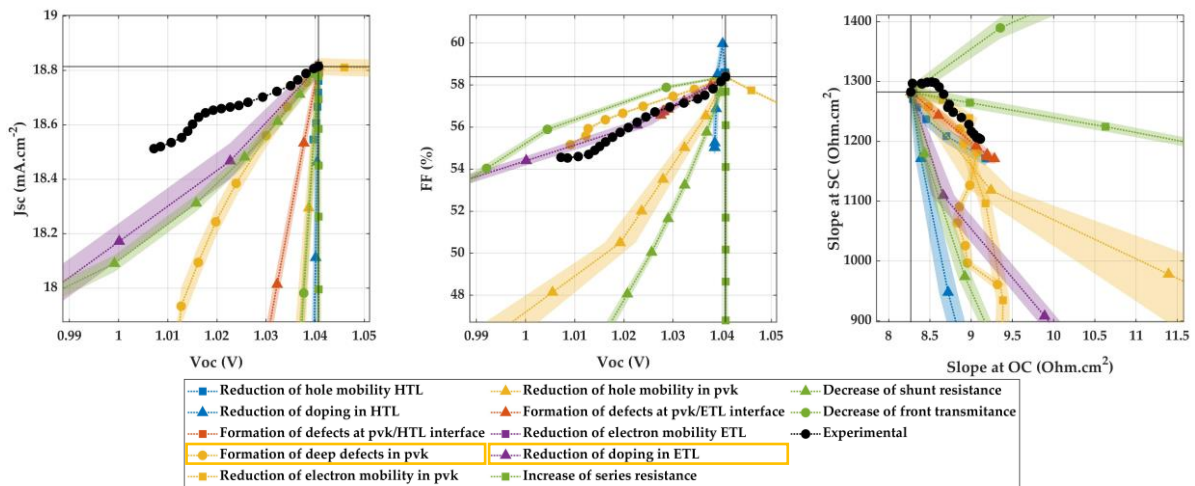 19
18.8
18.6
18.4
18.2
18
Jsc (mA.cm-2)
0.99 1 1.01 1.02 1.03 1.04 1.05
Voc (V)
60
58
56
54
52
50
48
FF (%)
0.99 1 1.01 1.02 1.03 1.04 1.05
Voc (V)
1400
1300
1200
1100
1000
900
Slope at SC (Ohm.cm²)
8 8.5 9 9.5 10 10.5 11 11.5
Slope at OC (Ohm.cm²)
Reduction of hole mobility HTL
Reduction of doping in HTL
Formation of defects at pvk/HTL interface
Formation of deep defects in pvk
Reduction of electron mobility in pvk
Reduction of hole mobility in pvk
Formation of defects at pvk/ETL interface
Reduction of electron mobility ETL
Reduction of doping in ETL
Increase of series resistance
Decrease of shunt resistance
Decrease of front transmitance
Experimental